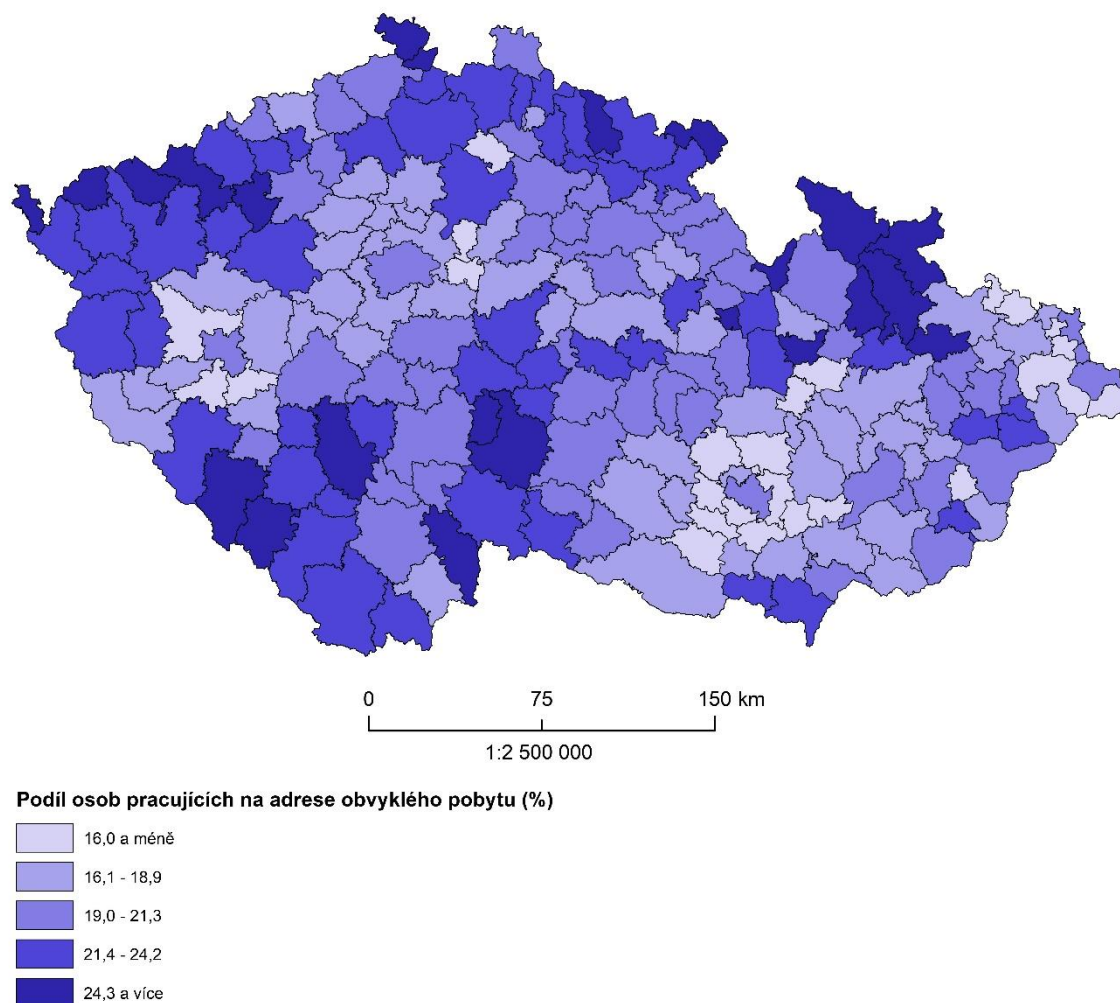 0 75 150 km
1:2 500 000
Podíl osob pracujících na adrese obvyklého pobytu (%)
16,0 a méně
16,1 - 18,9
19,0 - 21,3
21,4 - 24,2
24,3 a více